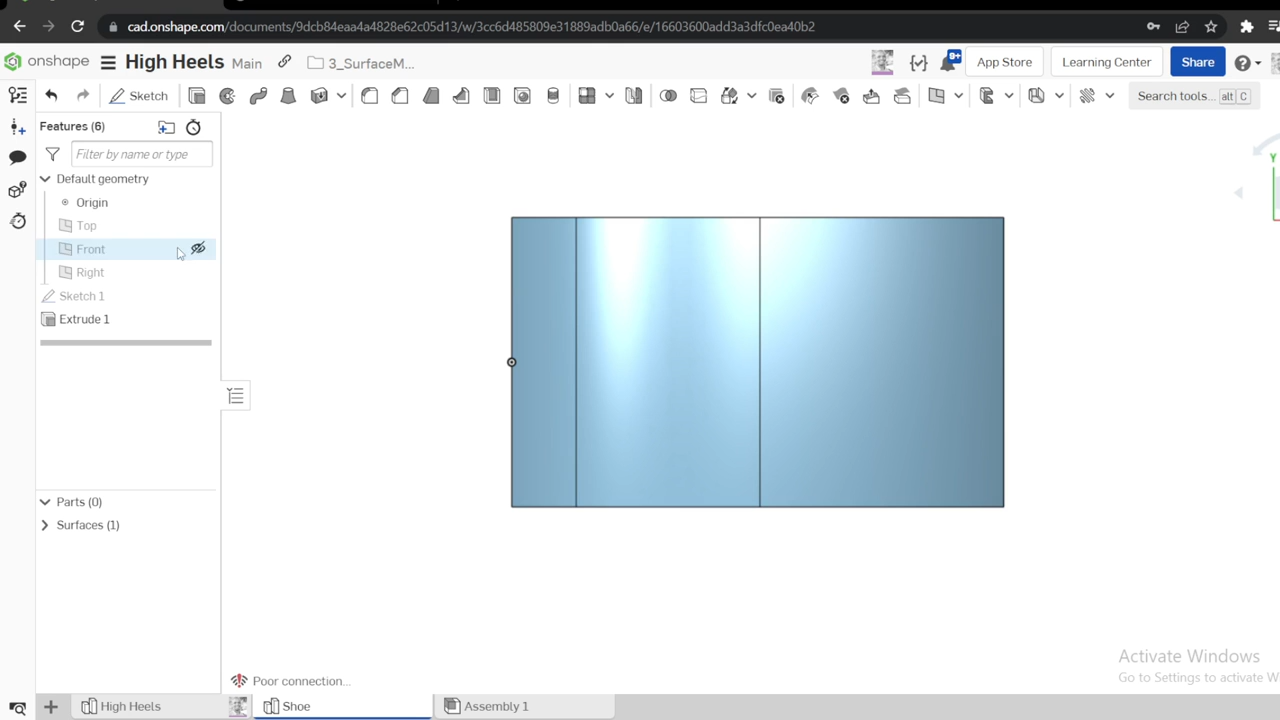 cad.onshape.com/documents/9dcb84eaa4a4828e62c05d13/w/3cc6d485809e31889adb0a66/e/16603600add3a3dfc0ea40b2
onshape High Heels Main 3_SurfaceM... 9+ App Store Learning Center Share
Sketch Search tools... alt C
Features (6)
Filter by name or type
Default geometry
Origin
Top
Front
Right
Sketch 1
Extrude 1
Y
Parts (0)
Surfaces (1)
Activate Windows
Go to Settings to activate W
Poor connection...
High Heels Shoe Assembly 1